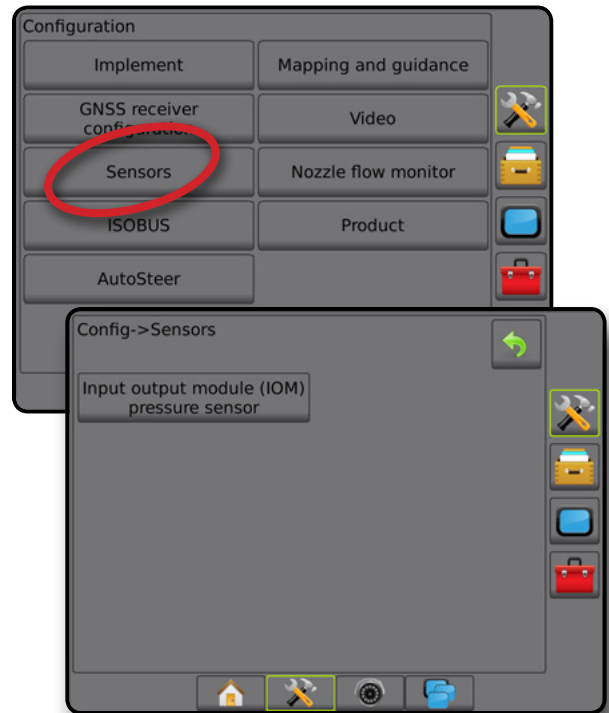 Configuration
Implement
Mapping and guidance
GNSS receiver
configuration
Video
Sensors
Nozzle flow monitor
ISOBUS
Product
AutoSteer
Config->Sensors
Input output module (IOM)
pressure sensor